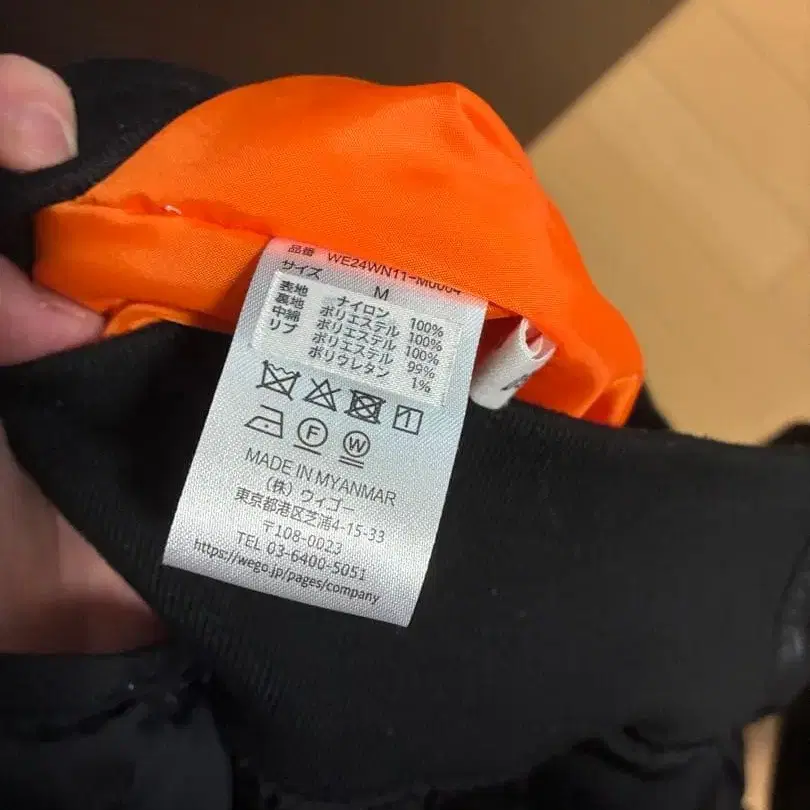 品番 WE24WN11-M0004
サイズ M
表地 ナイロン 100%
裏地 ポリエステル 100%
中綿 ポリエステル 100%
リブ ポリエステル 99%
ポリウレタン 1%
F
W
MADE IN MYANMAR
(株) ウィゴー
東京都港区芝浦4-15-33
〒108-0023
TEL 03-6400-5051
https://wego.jp/pages/company